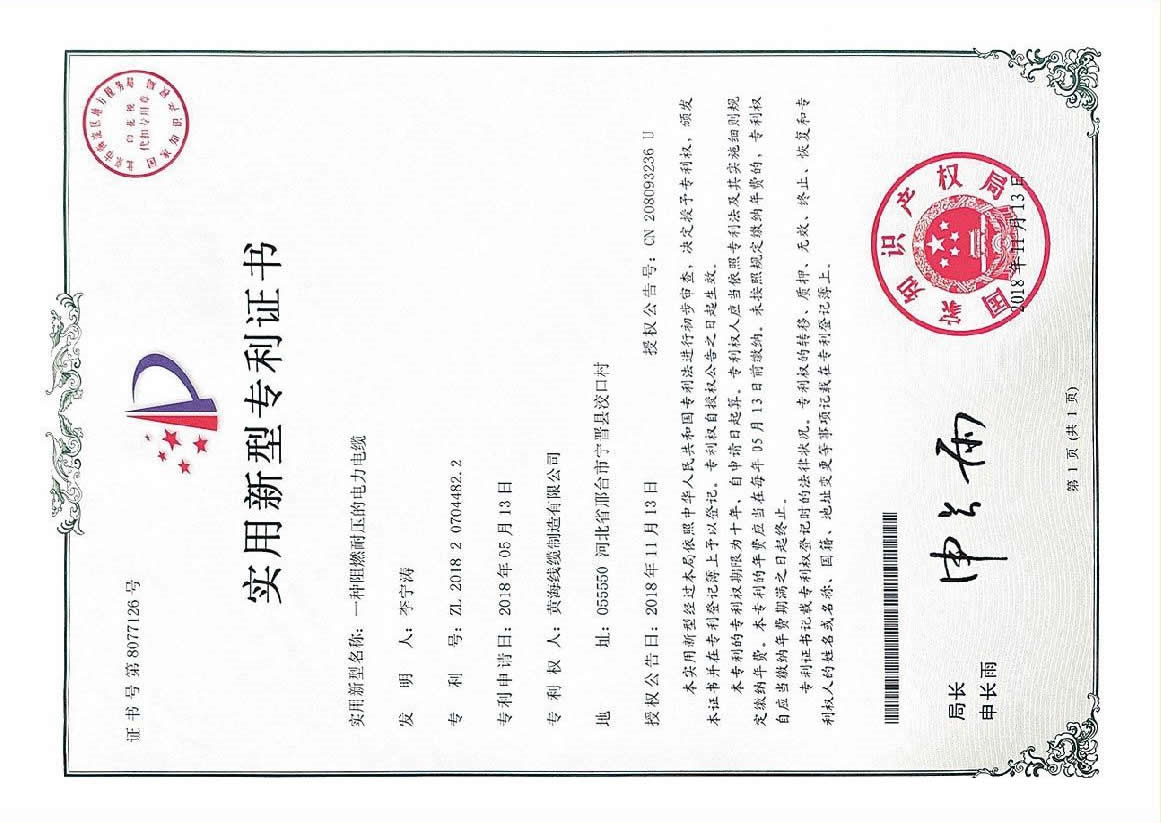 证书号第8077126号
实用新型专利证书
实用新型名称：一种阻燃耐压的电力电缆
发明人：李宁涛
专利号：ZL 2018 2 0704482.2
专利申请日：2018年05月13日
专利权人：黄海线缆制造有限公司
地址：055550 河北省邢台市宁晋县洨口村
授权公告日：2018年11月13日 授权公告号：CN 208093236 U
本实用新型经过本局依照中华人民共和国专利法进行初步审查，决定授予专利权，颁发
本证书并在专利登记簿上予以登记。专利权自授权公告之日起生效。
本专利的专利权期限为十年，自申请日起算。专利权人应当依照专利法及其实施细则规
定缴纳年费。本专利的年费应当在每年05月13日前缴纳。未按照规定缴纳年费的，专利权
自应当缴纳年费期满之日起终止。
专利证书记载专利权登记时的法律状况。专利权的转移、质押、无效、终止、恢复和专
利权人的姓名或名称、国籍、地址变更等事项记载在专利登记簿上。
局长
申长雨
申长雨
国家知识产权局
2018年11月13日
第1页(共1页)